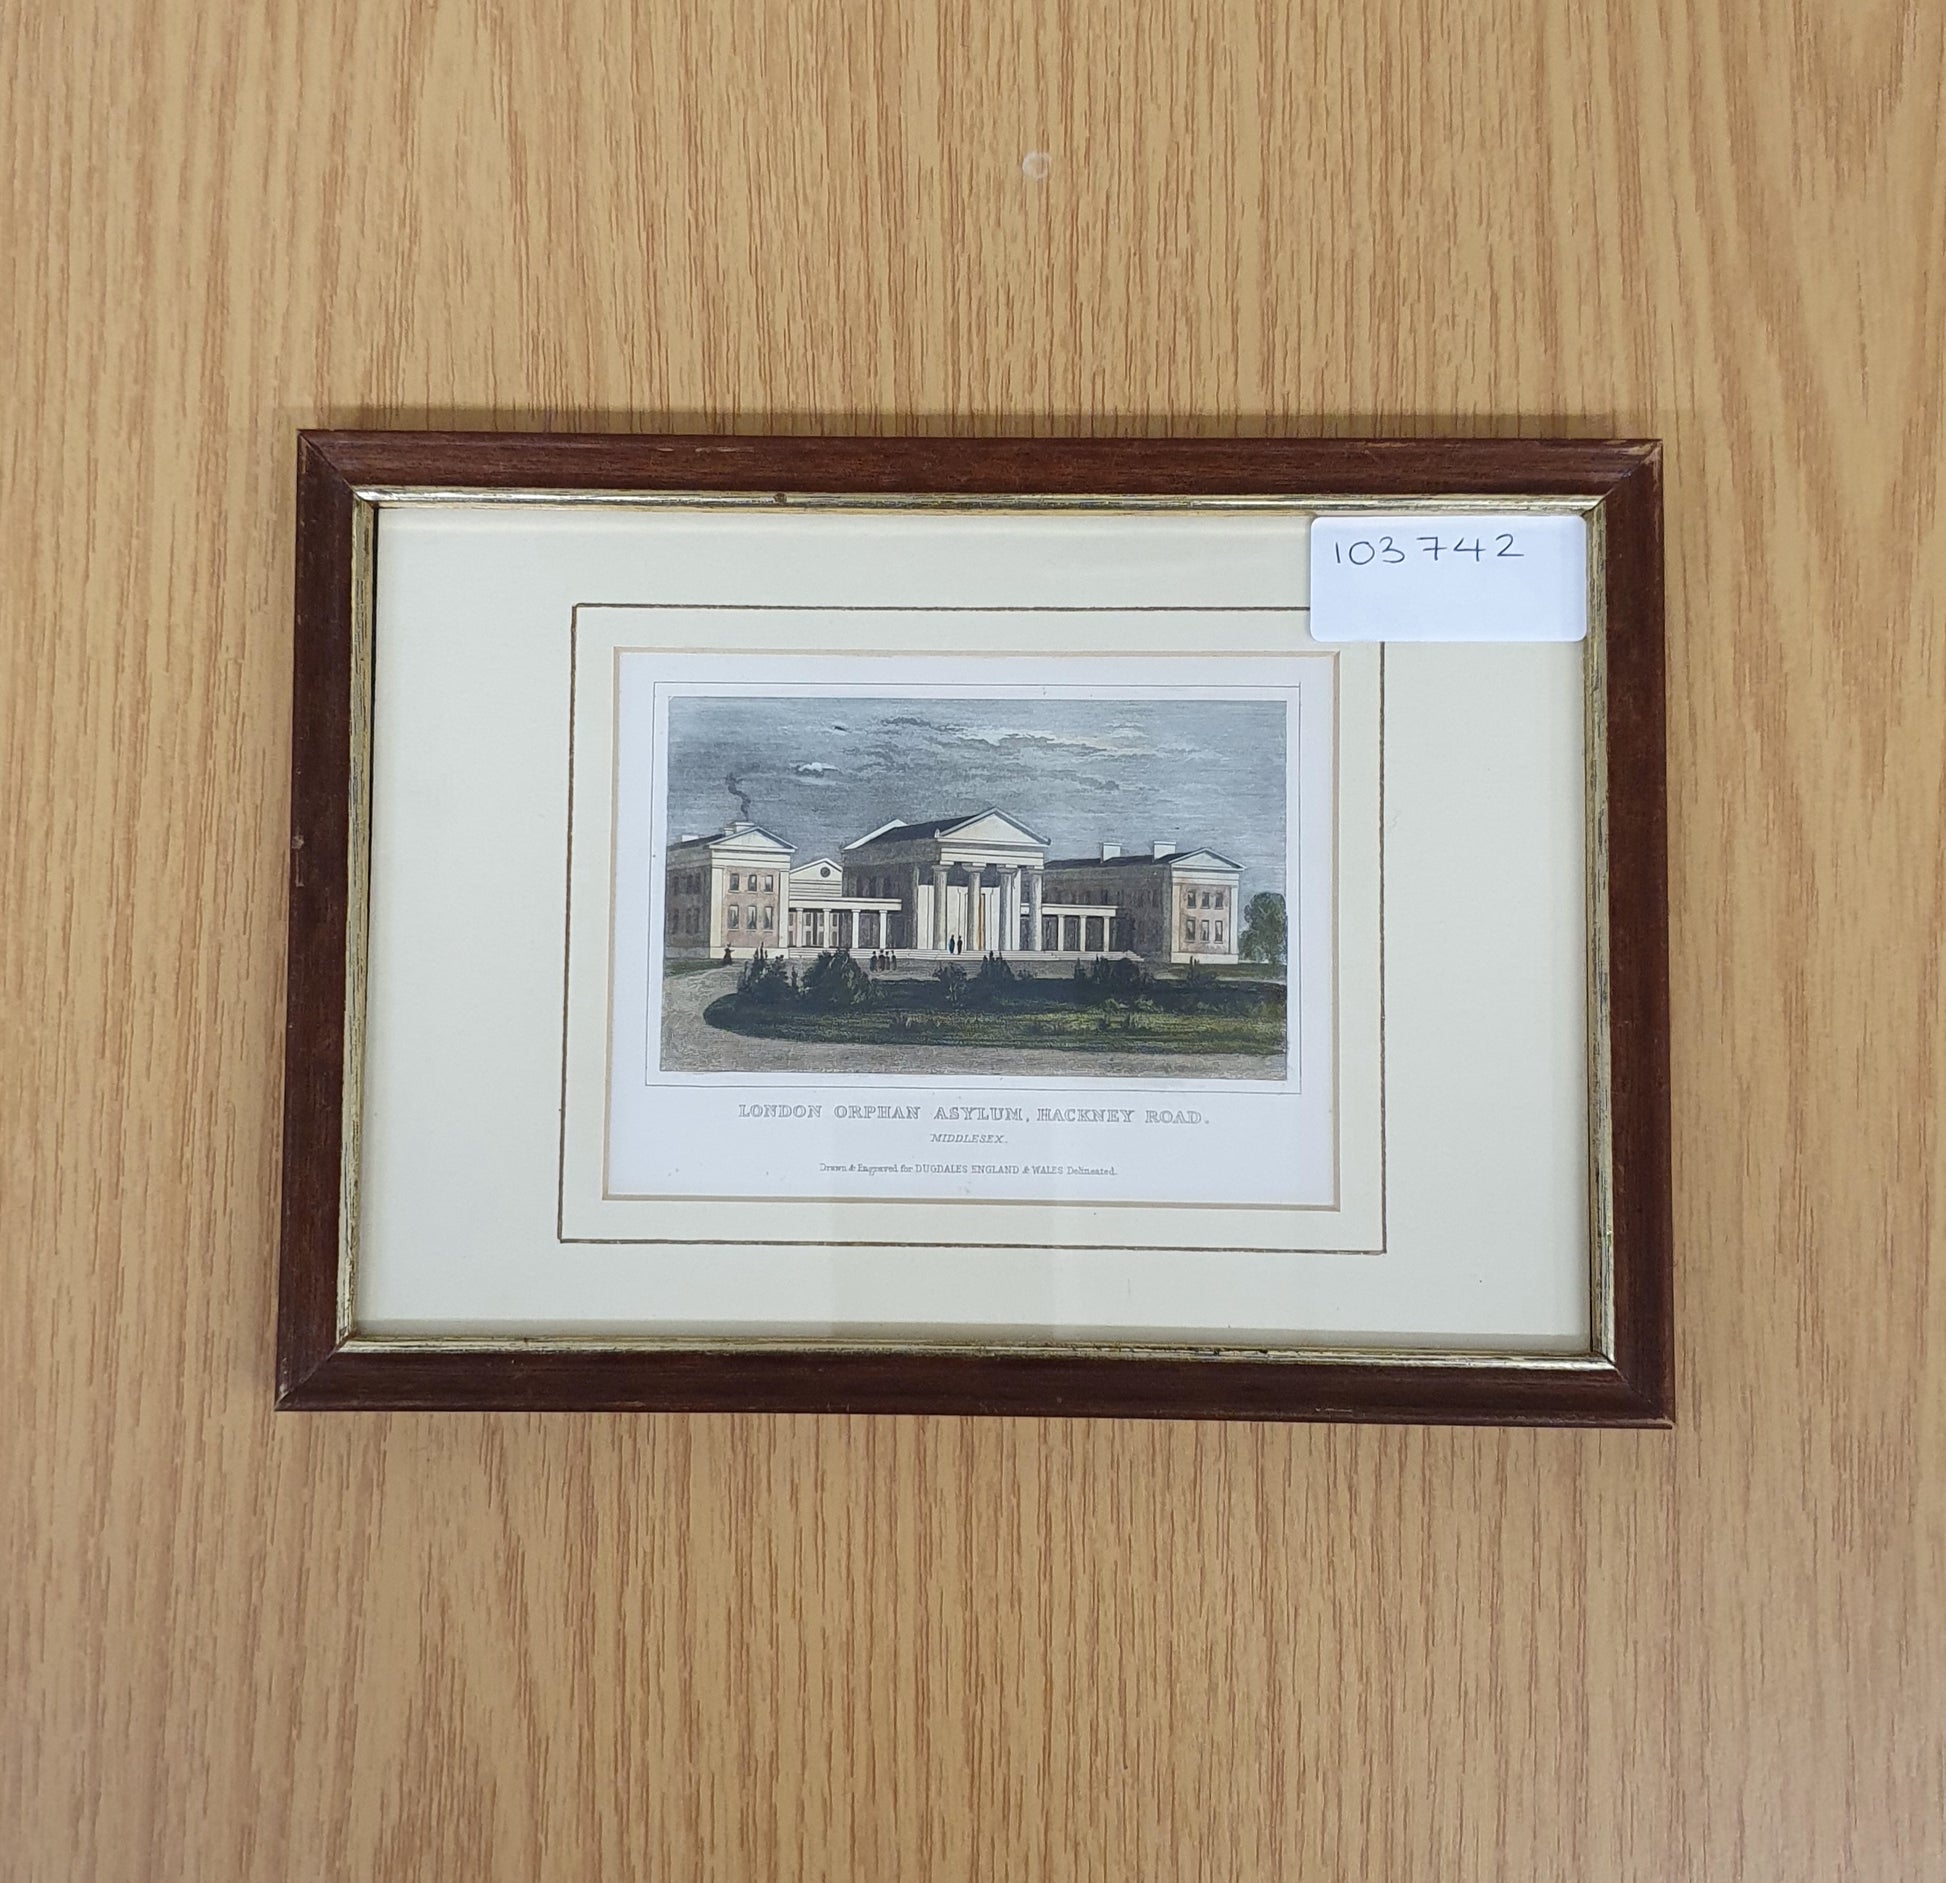 103742
LONDON ORPHAN ASYLUM, HACKNEY ROAD.
MIDDLESEX.
Drawn & Engraved for DUGDALES ENGLAND & WALES Delineated.